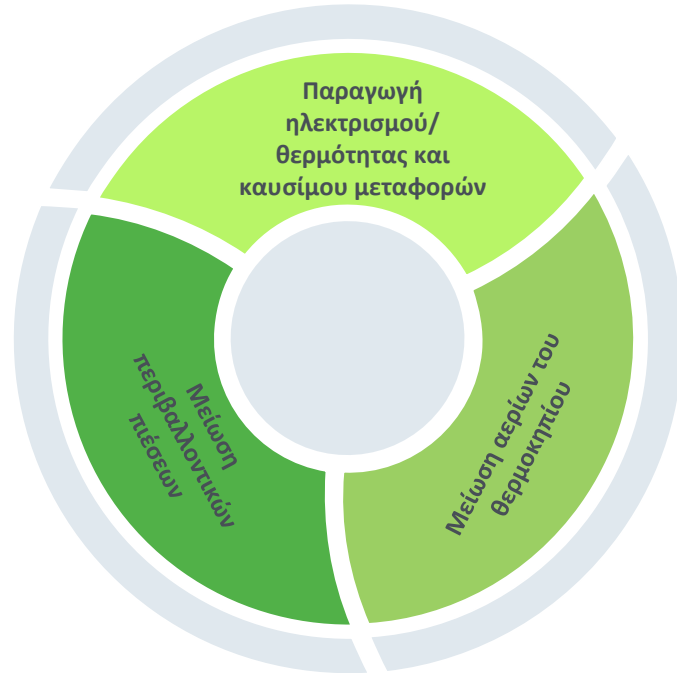 Παραγωγή
ηλεκτρισμού/
θερμότητας και
καυσίμου μεταφορών
Μείωση αερίων του
θερμοκηπίου
Μείωση
περιβαλλοντικών
πιέσεων